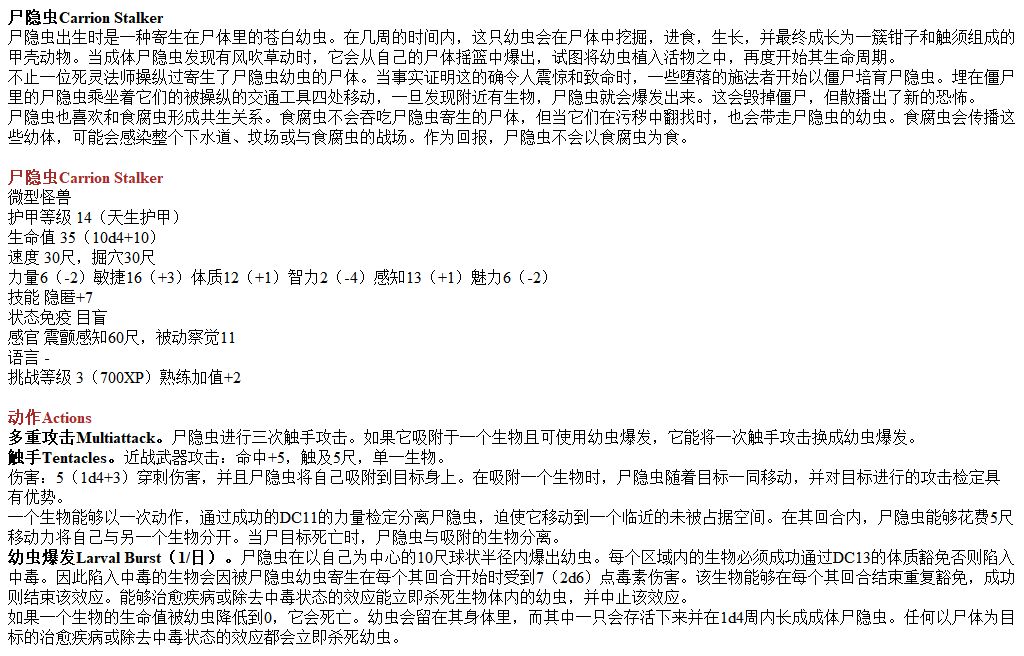 尸隐虫Carrion Stalker
尸隐虫出生时是一种寄生在尸体里的苍白幼虫。在几周的时间内，这只幼虫会在尸体中挖掘，进食，生长，并最终成长为一簇钳子和触须组成的
甲壳动物。当成体尸隐虫发现有风吹草动时，它会从自己的尸体摇篮中爆出，试图将幼虫植入活物之中，再度开始其生命周期。
不止一位死灵法师操纵过寄生了尸隐虫幼虫的尸体。当事实证明这的确令人震惊和致命时，一些堕落的施法者开始以僵尸培育尸隐虫。埋在僵尸
里的尸隐虫乘坐着它们的被操纵的交通工具四处移动，一旦发现附近有生物，尸隐虫就会爆发出来。这会毁掉僵尸，但散播出了新的恐怖。
尸隐虫也喜欢和食腐虫形成共生关系。食腐虫不会吞吃尸隐虫寄生的尸体，但当它们在污秽中翻找时，也会带走尸隐虫的幼虫。食腐虫会传播这
些幼体，可能会感染整个下水道、坟场或与食腐虫的战场。作为回报，尸隐虫不会以食腐虫为食。
尸隐虫Carrion Stalker
微型怪兽
护甲等级 14（天生护甲）
生命值 35（10d4+10）
速度 30尺，掘穴30尺
力量6（-2）敏捷16（+3）体质12（+1）智力2（-4）感知13（+1）魅力6（-2）
技能 隐匿+7
状态免疫 目盲
感官 震颤感知60尺，被动察觉11
语言 -
挑战等级 3（700XP）熟练加值+2
动作Actions
多重攻击Multiattack。尸隐虫进行三次触手攻击。如果它吸附于一个生物且可使用幼虫爆发，它能将一次触手攻击换成幼虫爆发。
触手Tentacles。近战武器攻击：命中+5，触及5尺，单一生物。
伤害：5（1d4+3）穿刺伤害，并且尸隐虫将自己吸附到目标身上。在吸附一个生物时，尸隐虫随着目标一同移动，并对目标进行的攻击检定具
有优势。
一个生物能够以一次动作，通过成功的DC11的力量检定分离尸隐虫，迫使它移动到一个临近的未被占据空间。在其回合内，尸隐虫能够花费5尺
移动力将自己与另一个生物分开。当尸目标死亡时，尸隐虫与吸附的生物分离。
幼虫爆发Larval Burst（1/日）。尸隐虫在以自己为中心的10尺球状半径内爆出幼虫。每个区域内的生物必须成功通过DC13的体质豁免否则陷入
中毒。因此陷入中毒的生物会因被尸隐虫幼虫寄生在每个其回合开始时受到7（2d6）点毒素伤害。该生物能够在每个其回合结束重复豁免，成功
则结束该效应。能够治愈疾病或除去中毒状态的效应能立即杀死生物体内的幼虫，并中止该效应。
如果一个生物的生命值被幼虫降低到0，它会死亡。幼虫会留在其身体里，而其中一只会存活下来并在1d4周内长成成体尸隐虫。任何以尸体为目
标的治愈疾病或除去中毒状态的效应都会立即杀死幼虫。